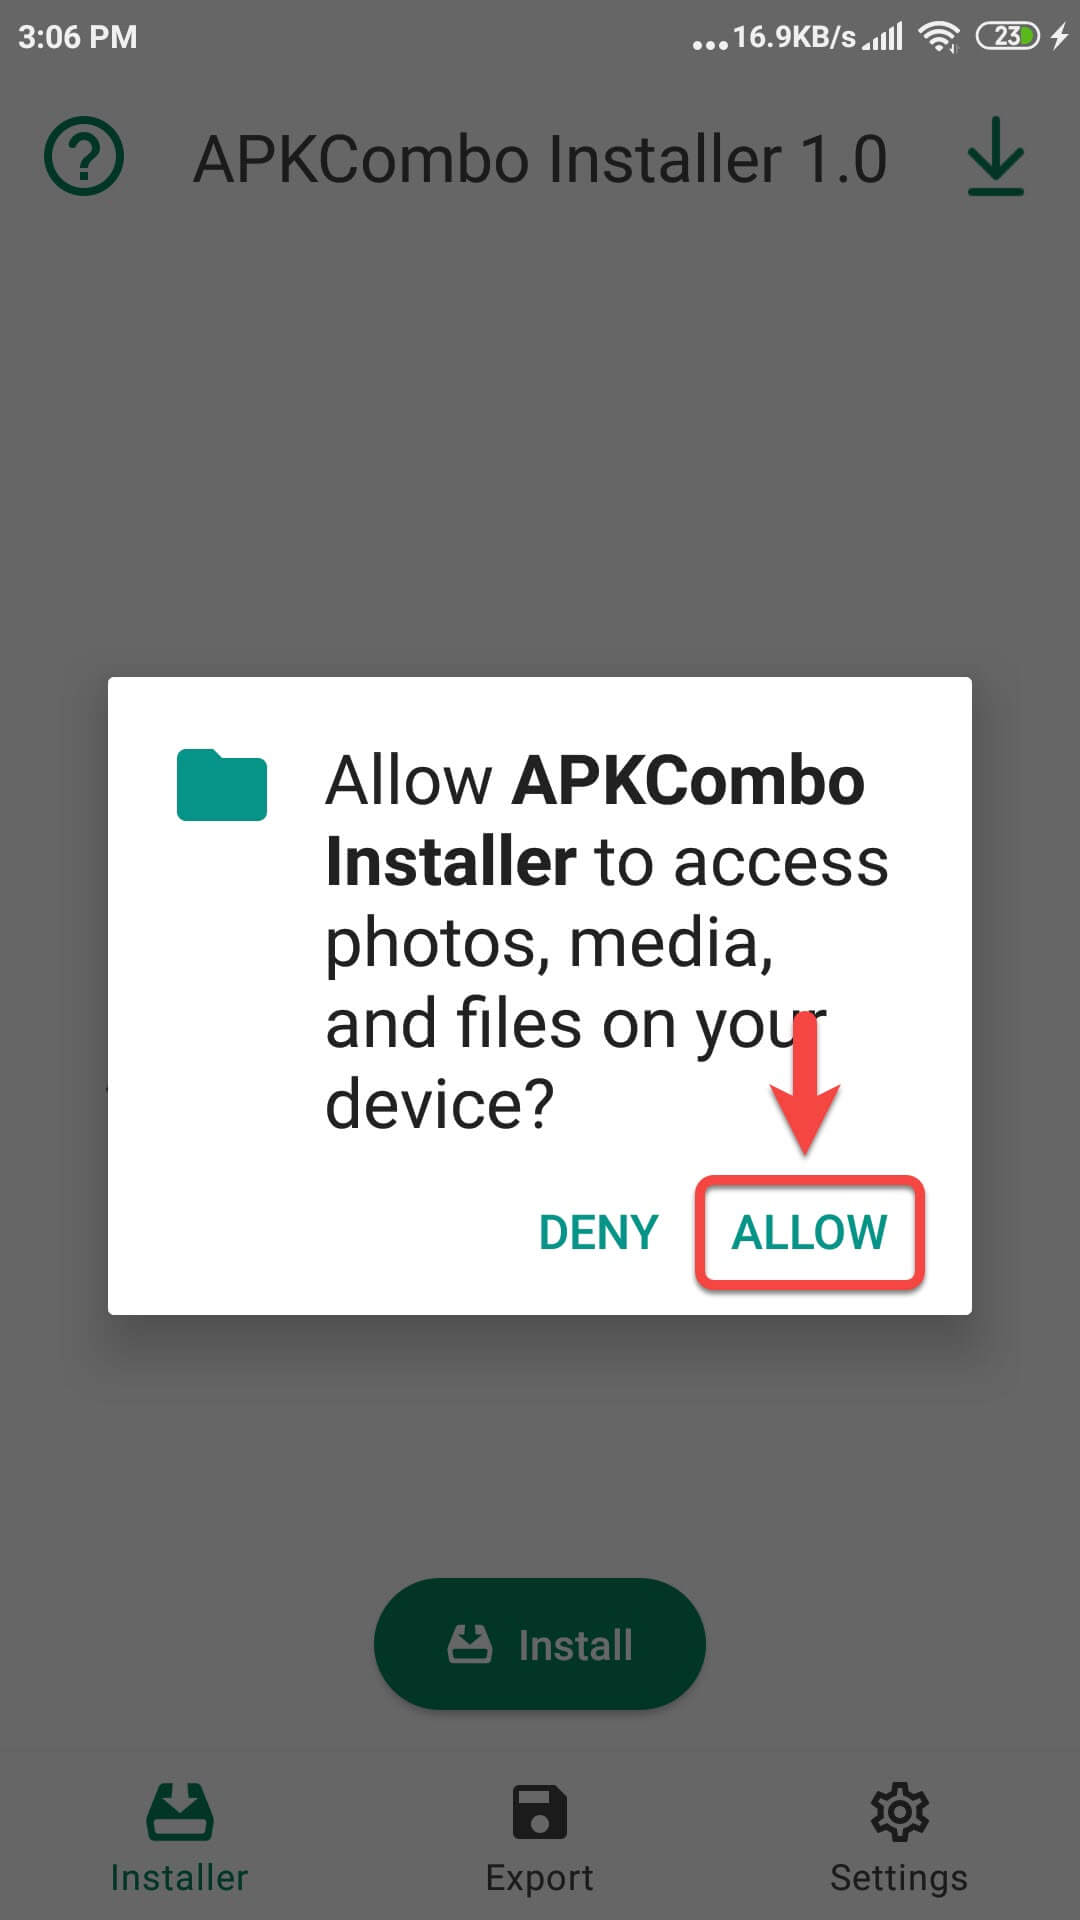 3:06 PM
...16.9KB/s
23
APKCombo Installer 1.0
Allow APKCombo
Installer to access
photos, media,
and files on your
device?
DENY ALLOW
Install
Installer Export Settings